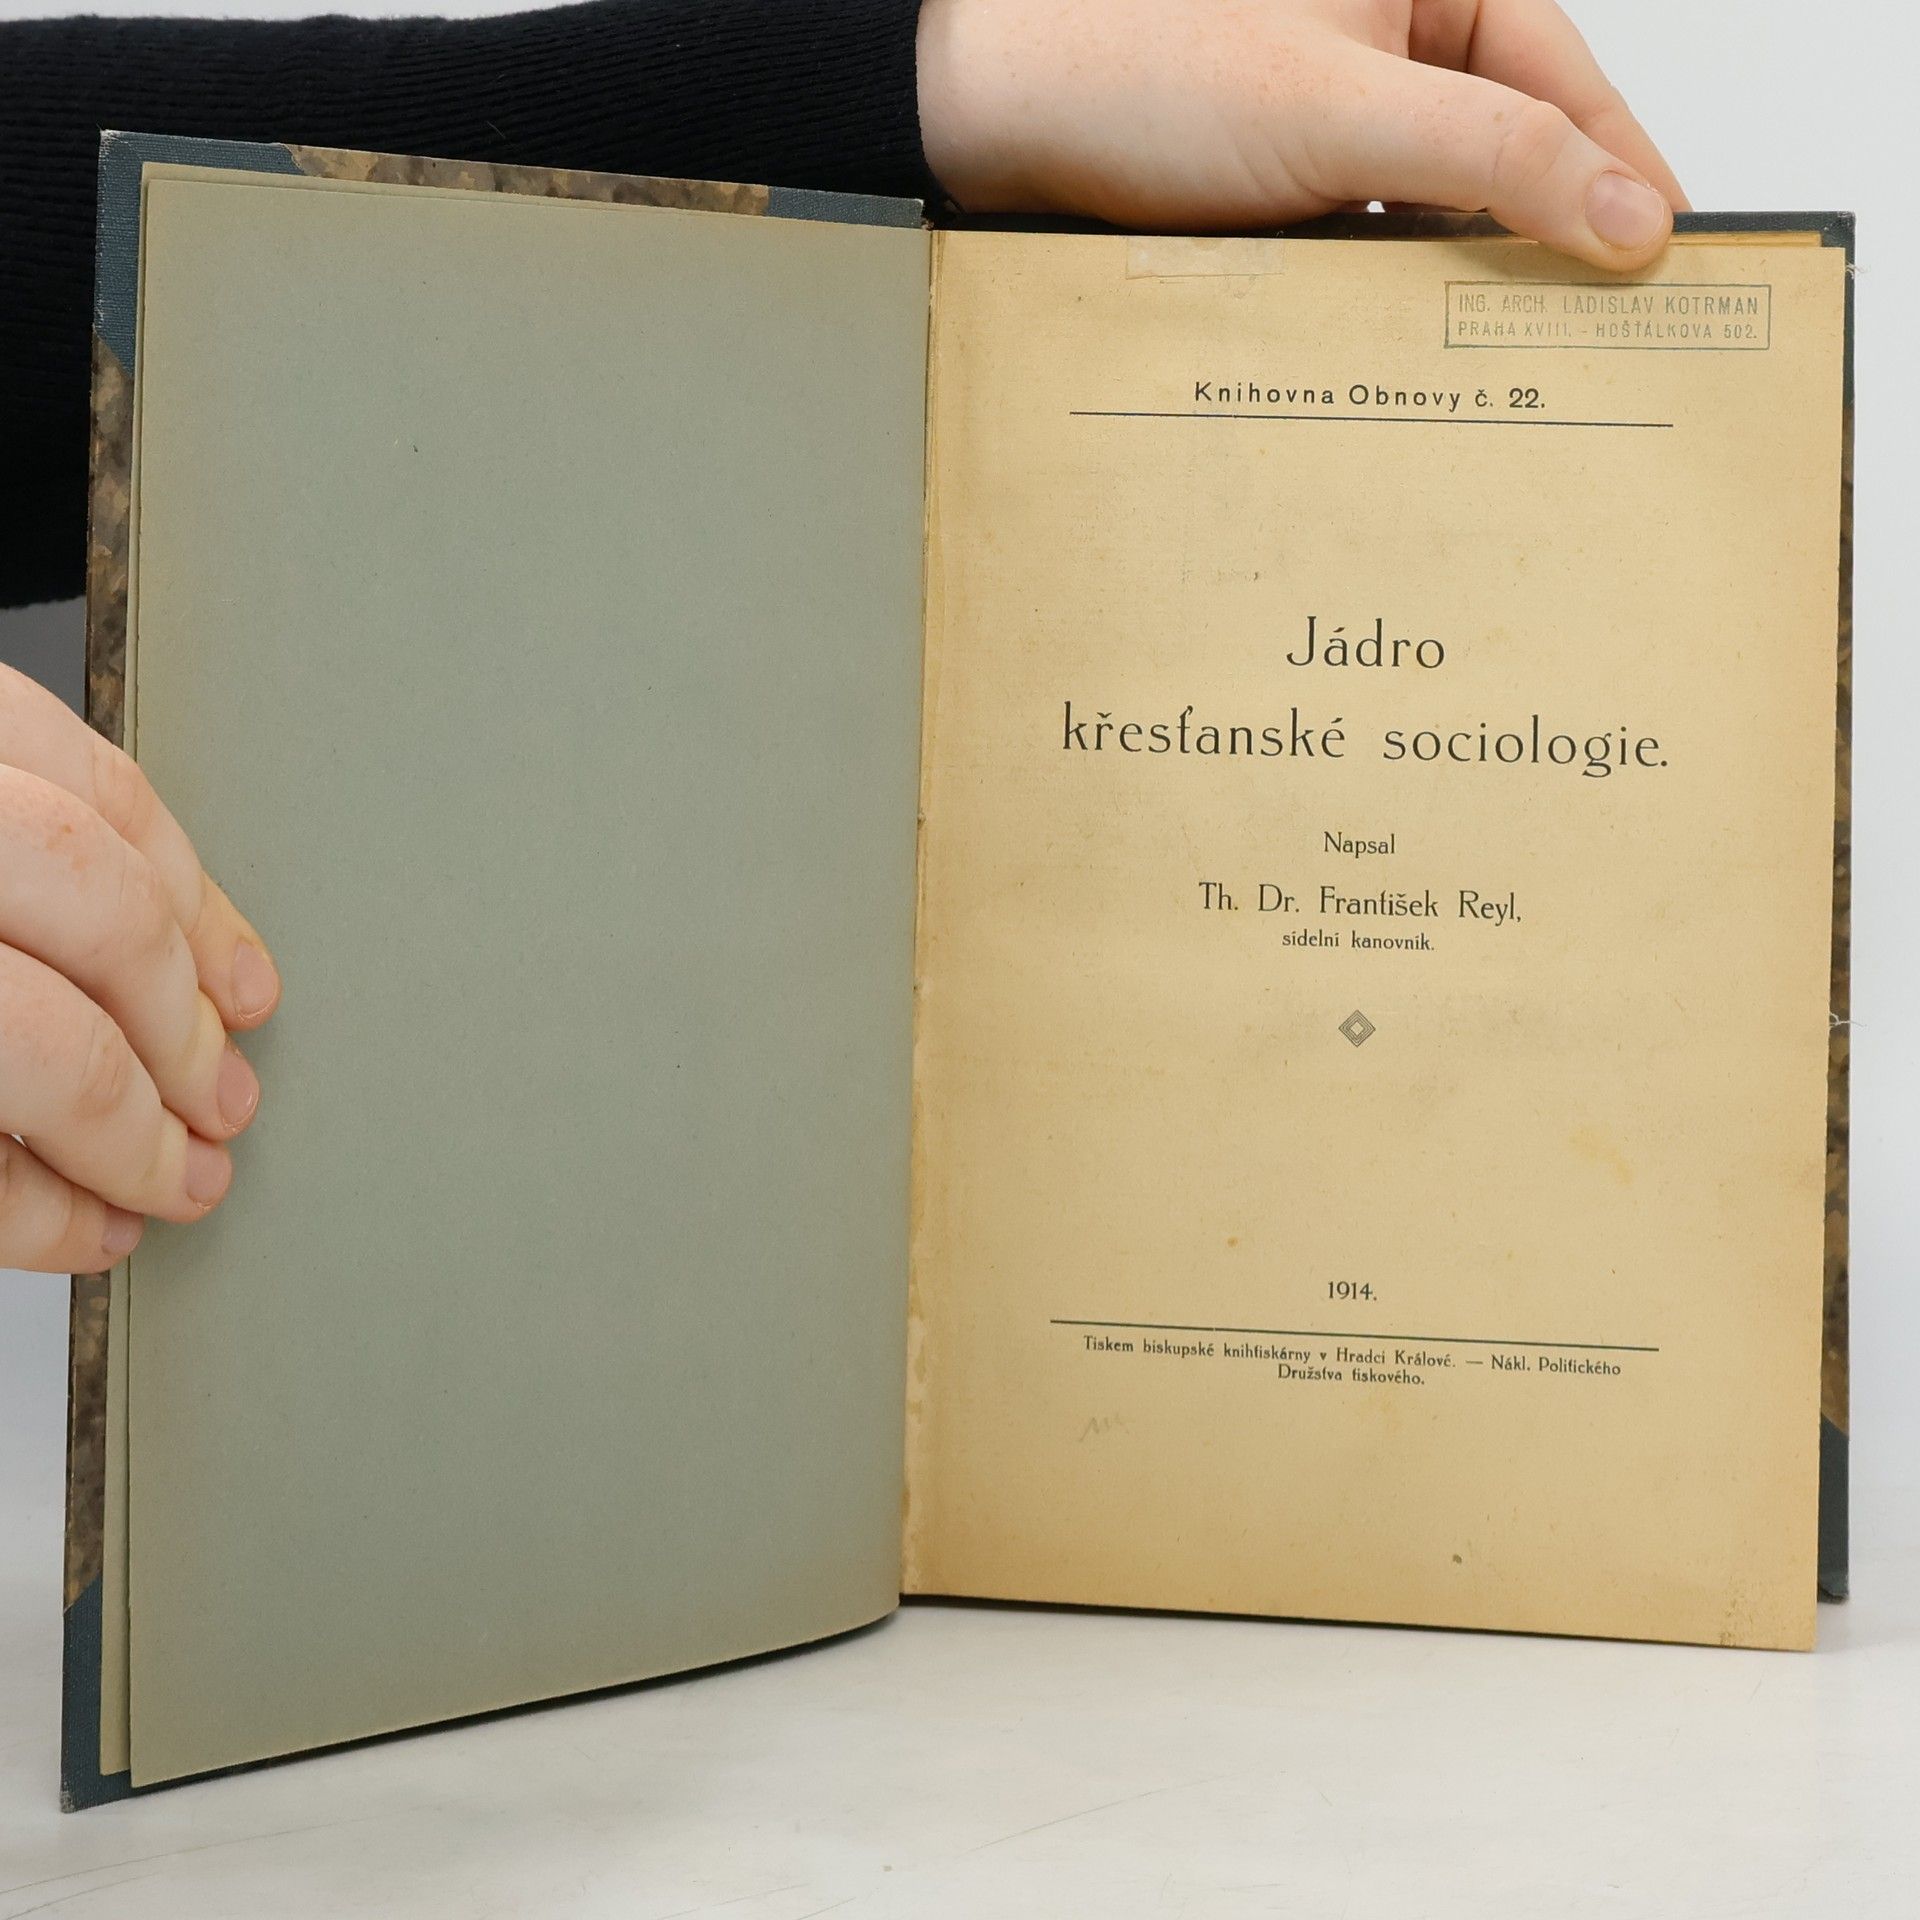 ING. ARCH. LADISLAV KOTRMAN
PRAHA XVIII. - HOŠŤÁLKOVA 502.
Knihovna Obnovy č. 22.
Jádro
křesťanské sociologie.
Napsal
Th. Dr. František Reyl,
sídelní kanovník.
1914.
Tiskem biskupské knihtiskárny v Hradci Králové. — Nákl. Politického
Družstva tiskového.